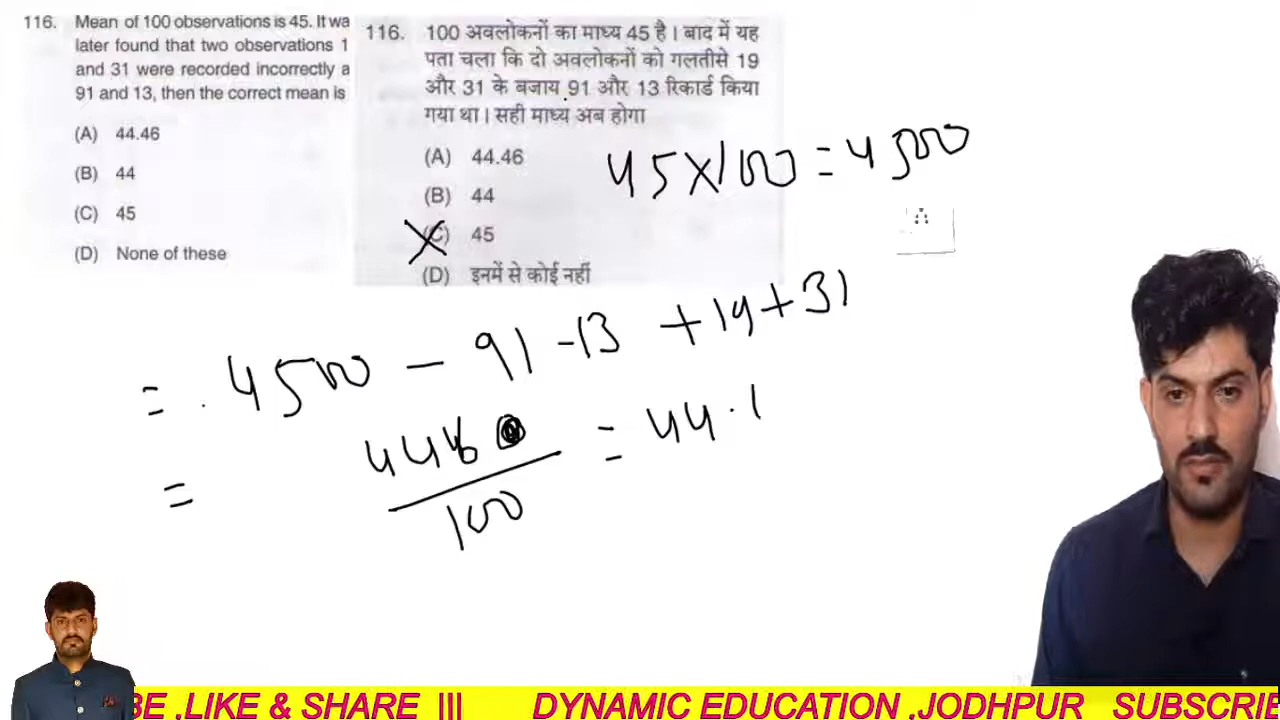 116. Mean of 100 observations is 45. It wa
later found that two observations 1
and 31 were recorded incorrectly a
91 and 13, then the correct mean is
(A) 44.46
(B) 44
(C) 45
(D) None of these
116. 100 अवलोकनों का माध्य 45 है। बाद में यह
पता चला कि दो अवलोकनों को गलतीसे 19
और 31 के बजाय 91 और 13 रिकार्ड किया
गया था। सही माध्य अब होगा
(A) 44.46
(B) 44
(C) 45
(D) इनमें से कोई नहीं
45×100 = 4500
= 4500 - 91 -13 +19+31
=
100
= 44.
BE ,LIKE & SHARE ||| DYNAMIC EDUCATION ,JODHPUR SUBSCRIE